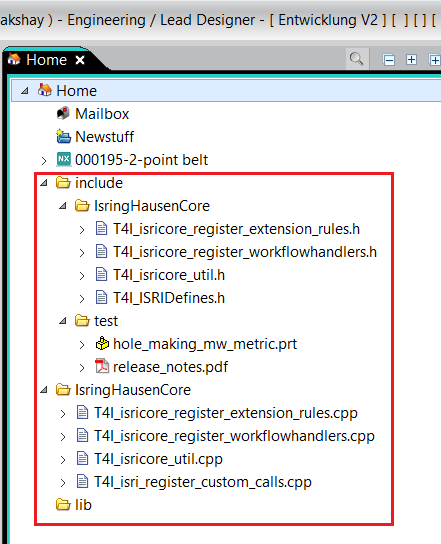 akshay ) - Engineering / Lead Designer - [ Entwicklung V2 ] [ ] [ ] [
Home
Home
Mailbox
Newstuff
NX 000195-2-point belt
include
IsringHausenCore
T4I_isricore_register_extension_rules.h
T4I_isricore_register_workflowhandlers.h
T4I_isricore_util.h
T4I_ISRIDefines.h
test
hole_making_mw_metric.prt
release_notes.pdf
IsringHausenCore
T4I_isricore_register_extension_rules.cpp
T4I_isricore_register_workflowhandlers.cpp
T4I_isricore_util.cpp
T4I_isri_register_custom_calls.cpp
lib